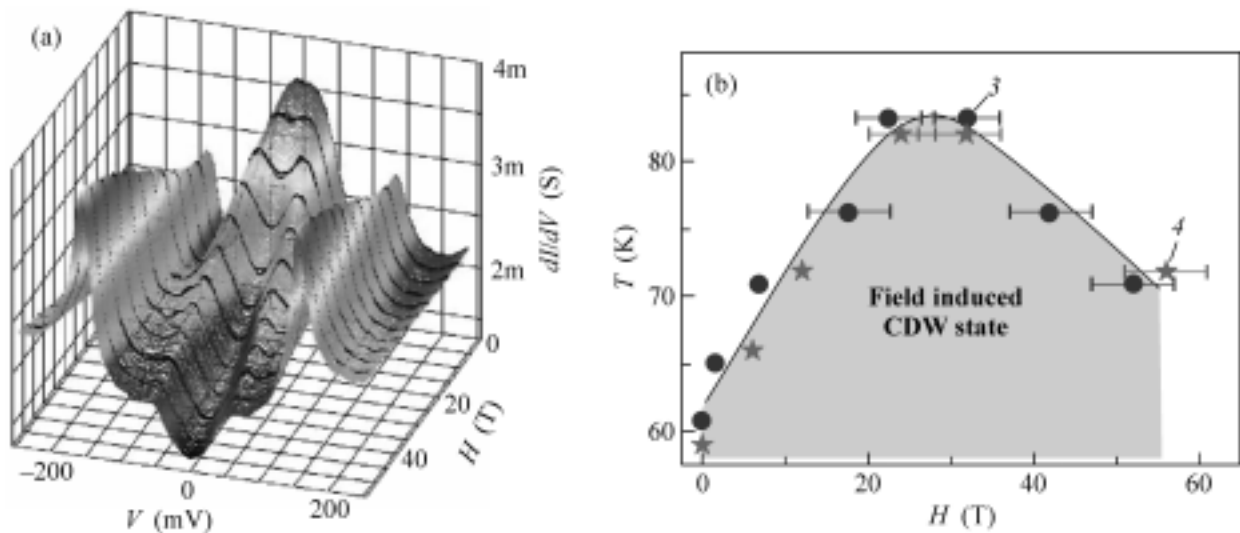 (a)
4m
3m
2m
dI/dV (S)
0
20
40
H (T)
–200
0
200
V (mV)
(b)
3
4
80
70
60
T (K)
Field induced
CDW state
0
20
40
60
H (T)